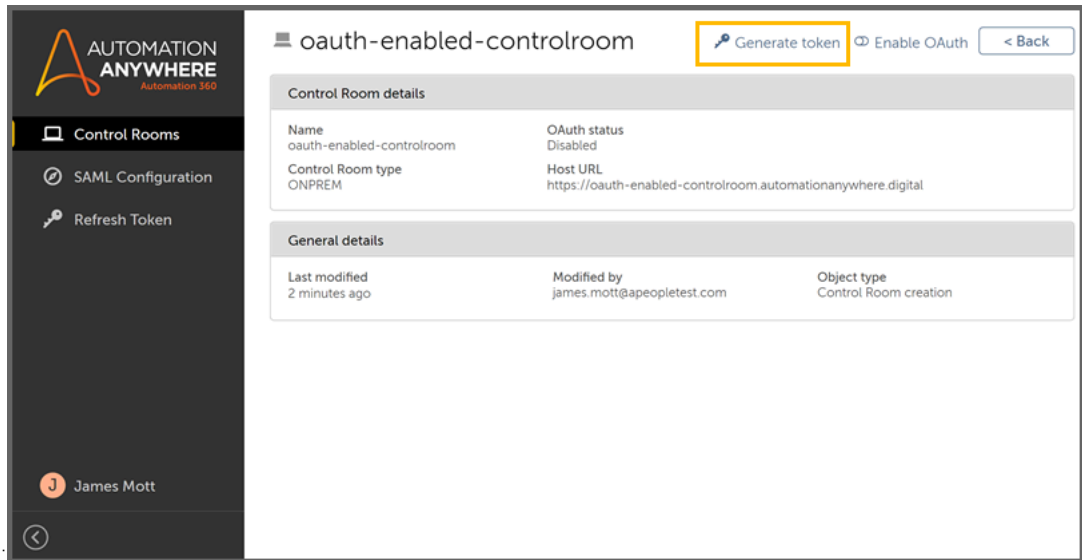 AUTOMATION
ANYWHERE
Automation 360
Control Rooms
SAML Configuration
Refresh Token
J James Mott
oauth-enabled-controlroom
Generate token
Enable OAuth
< Back
Control Room details
Name
oauth-enabled-controlroom
OAuth status
Disabled
Control Room type
ONPREM
Host URL
https://oauth-enabled-controlroom.automationanywhere.digital
General details
Last modified
2 minutes ago
Modified by
james.mott@apeopletest.com
Object type
Control Room creation